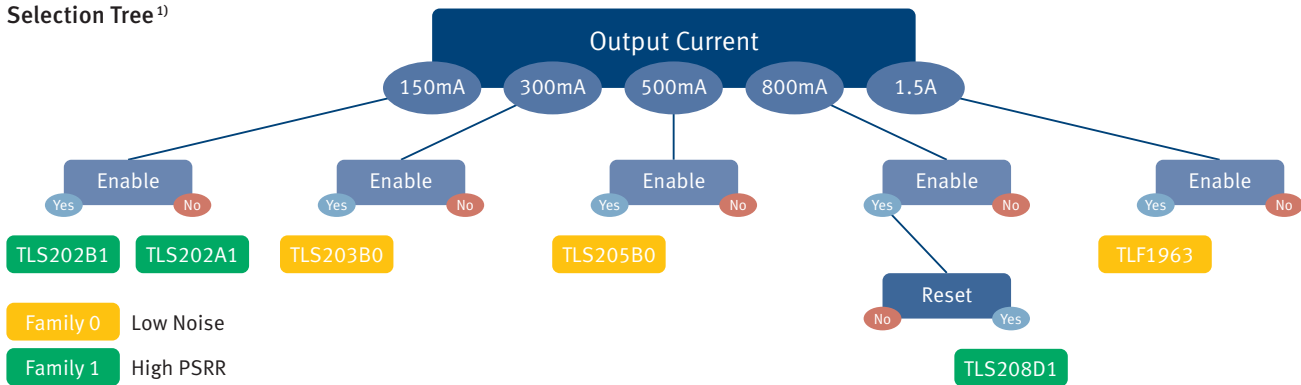 Selection Tree 1)
Output Current
150mA 300mA 500mA 800mA 1.5A
Enable Enable Enable Enable Enable
Yes No Yes No Yes No Yes No Yes No
TLS202B1 TLS202A1 TLS203B0 TLS205B0 TLF1963
Reset
No Yes
TLS208D1
Family 0 Low Noise
Family 1 High PSRR